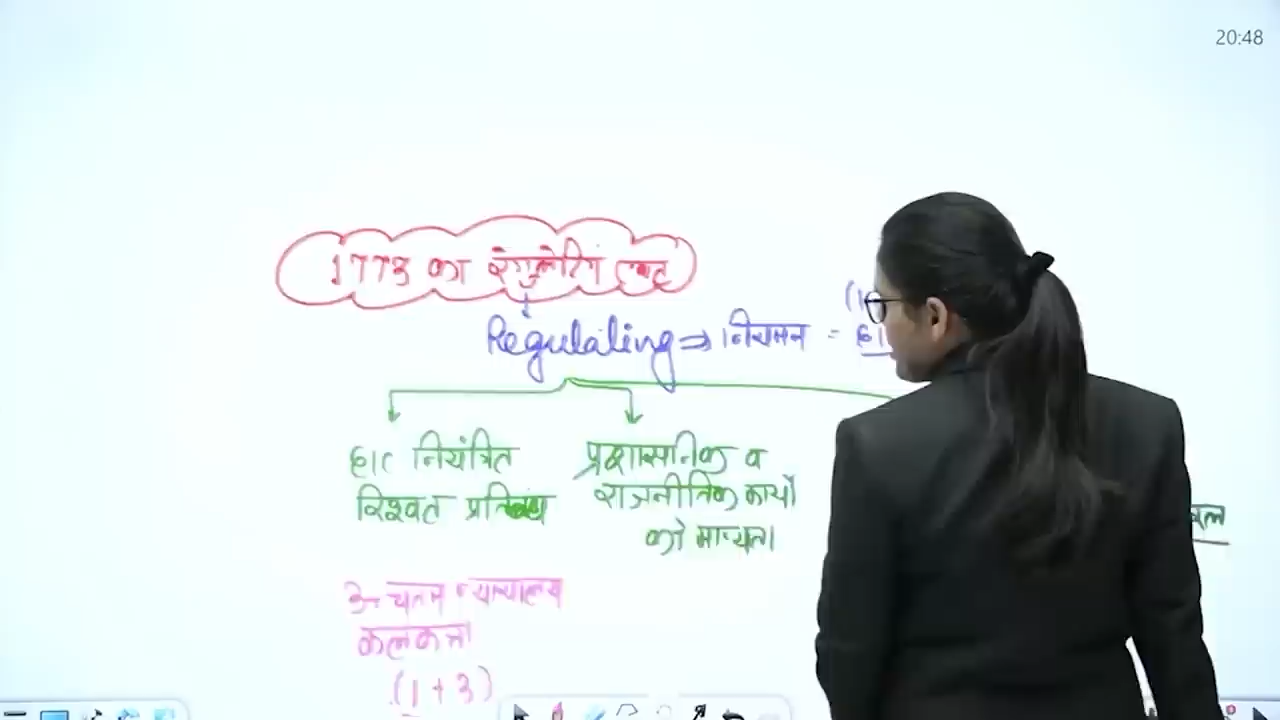 20:48
1773 का रेगुलेटिंग एक्ट
Regulating ⇒ नियमन =
EIC नियंत्रित
रिश्वत प्रतिबंध
प्रशासनिक व
राजनीतिक कार्यों
को मान्यता
उच्चतम न्यायालय
कलकत्ता
(1+3)